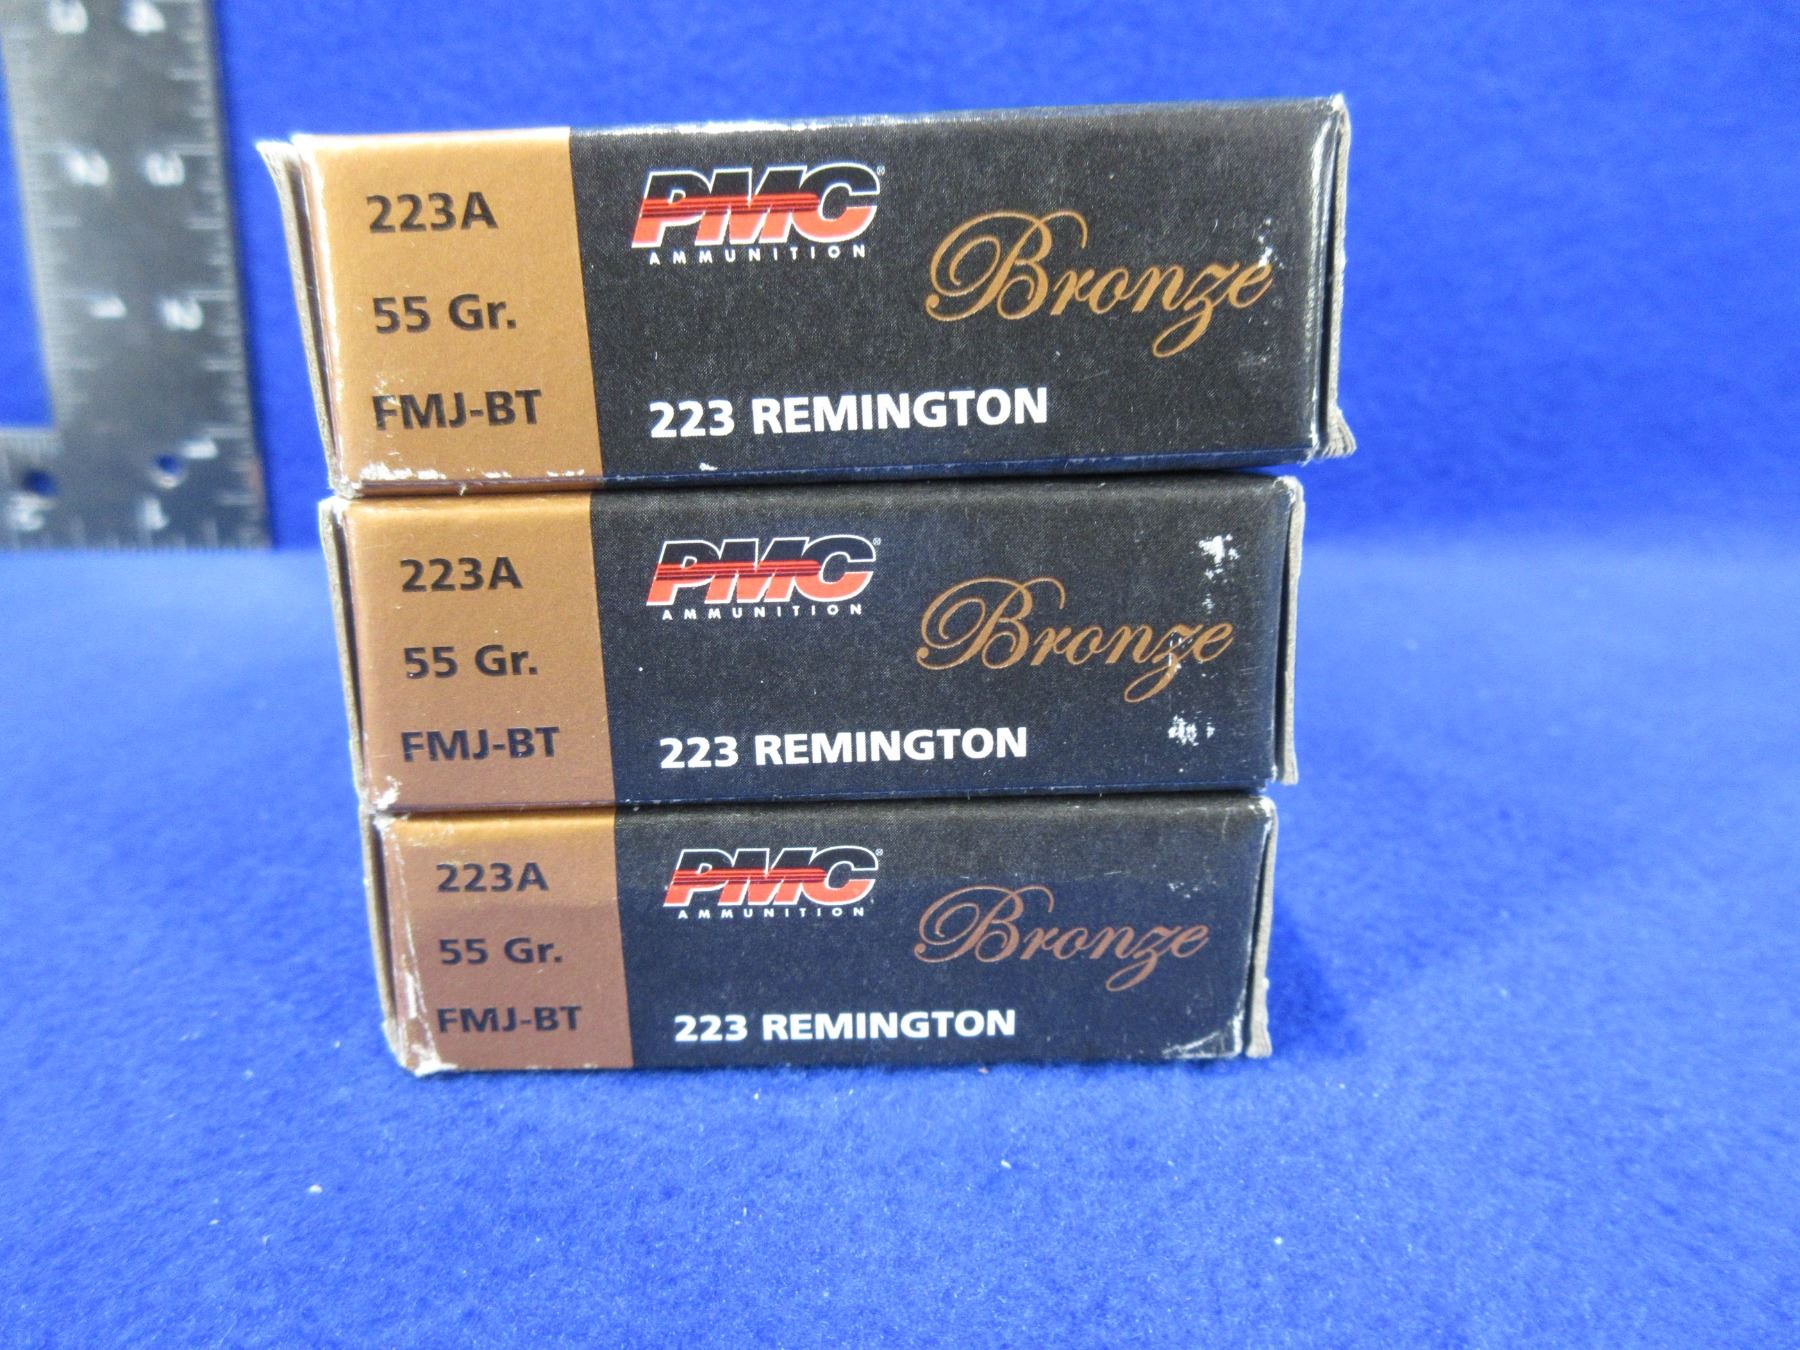 223A
55 Gr.
FMJ-BT
PMC®
AMMUNITION
Bronze
223 REMINGTON
223A
55 Gr.
FMJ-BT
PMC®
AMMUNITION
Bronze
223 REMINGTON
223A
55 Gr.
FMJ-BT
PMC®
AMMUNITION
Bronze
223 REMINGTON